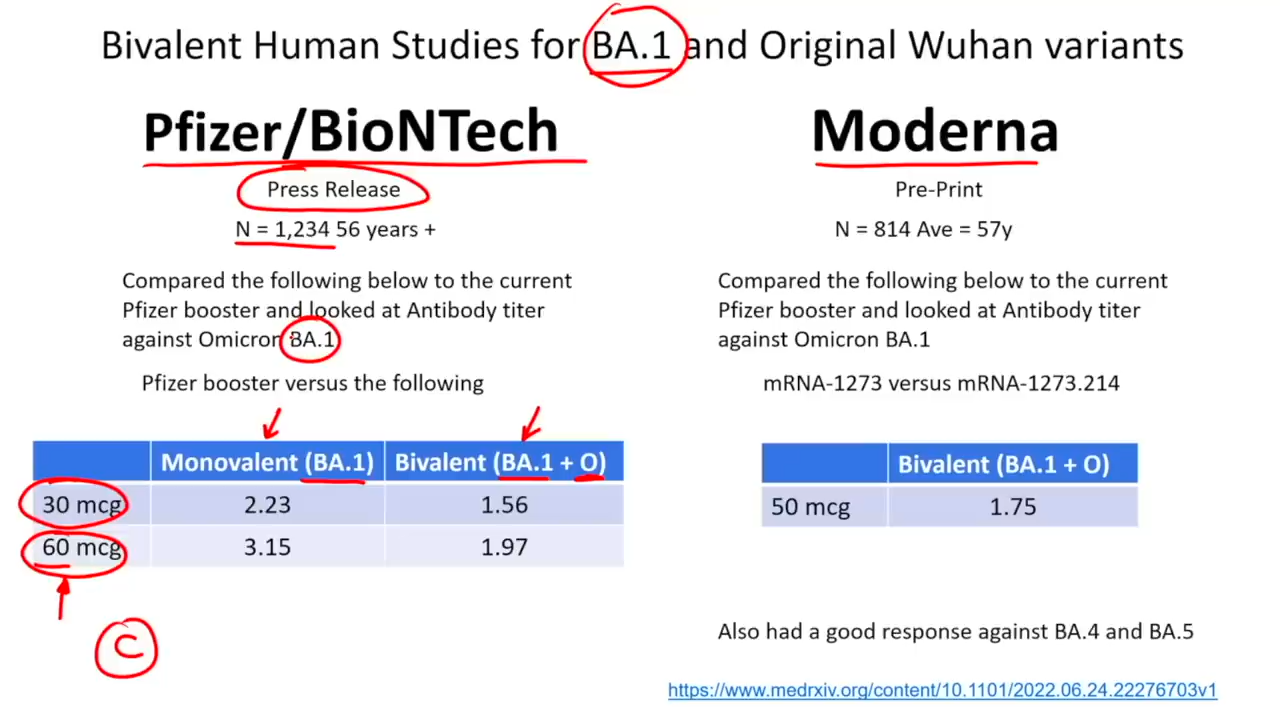 Bivalent Human Studies for BA.1 and Original Wuhan variants
Pfizer/BioNTech
Press Release
N = 1,234 56 years +
Compared the following below to the current
Pfizer booster and looked at Antibody titer
against Omicron BA.1
Pfizer booster versus the following
Monovalent (BA.1) Bivalent (BA.1 + O)
30 mcg 2.23 1.56
60 mcg 3.15 1.97
C
Moderna
Pre-Print
N = 814 Ave = 57y
Compared the following below to the current
Pfizer booster and looked at Antibody titer
against Omicron BA.1
mRNA-1273 versus mRNA-1273.214
Bivalent (BA.1 + O)
50 mcg 1.75
Also had a good response against BA.4 and BA.5
https://www.medrxiv.org/content/10.1101/2022.06.24.22276703v1